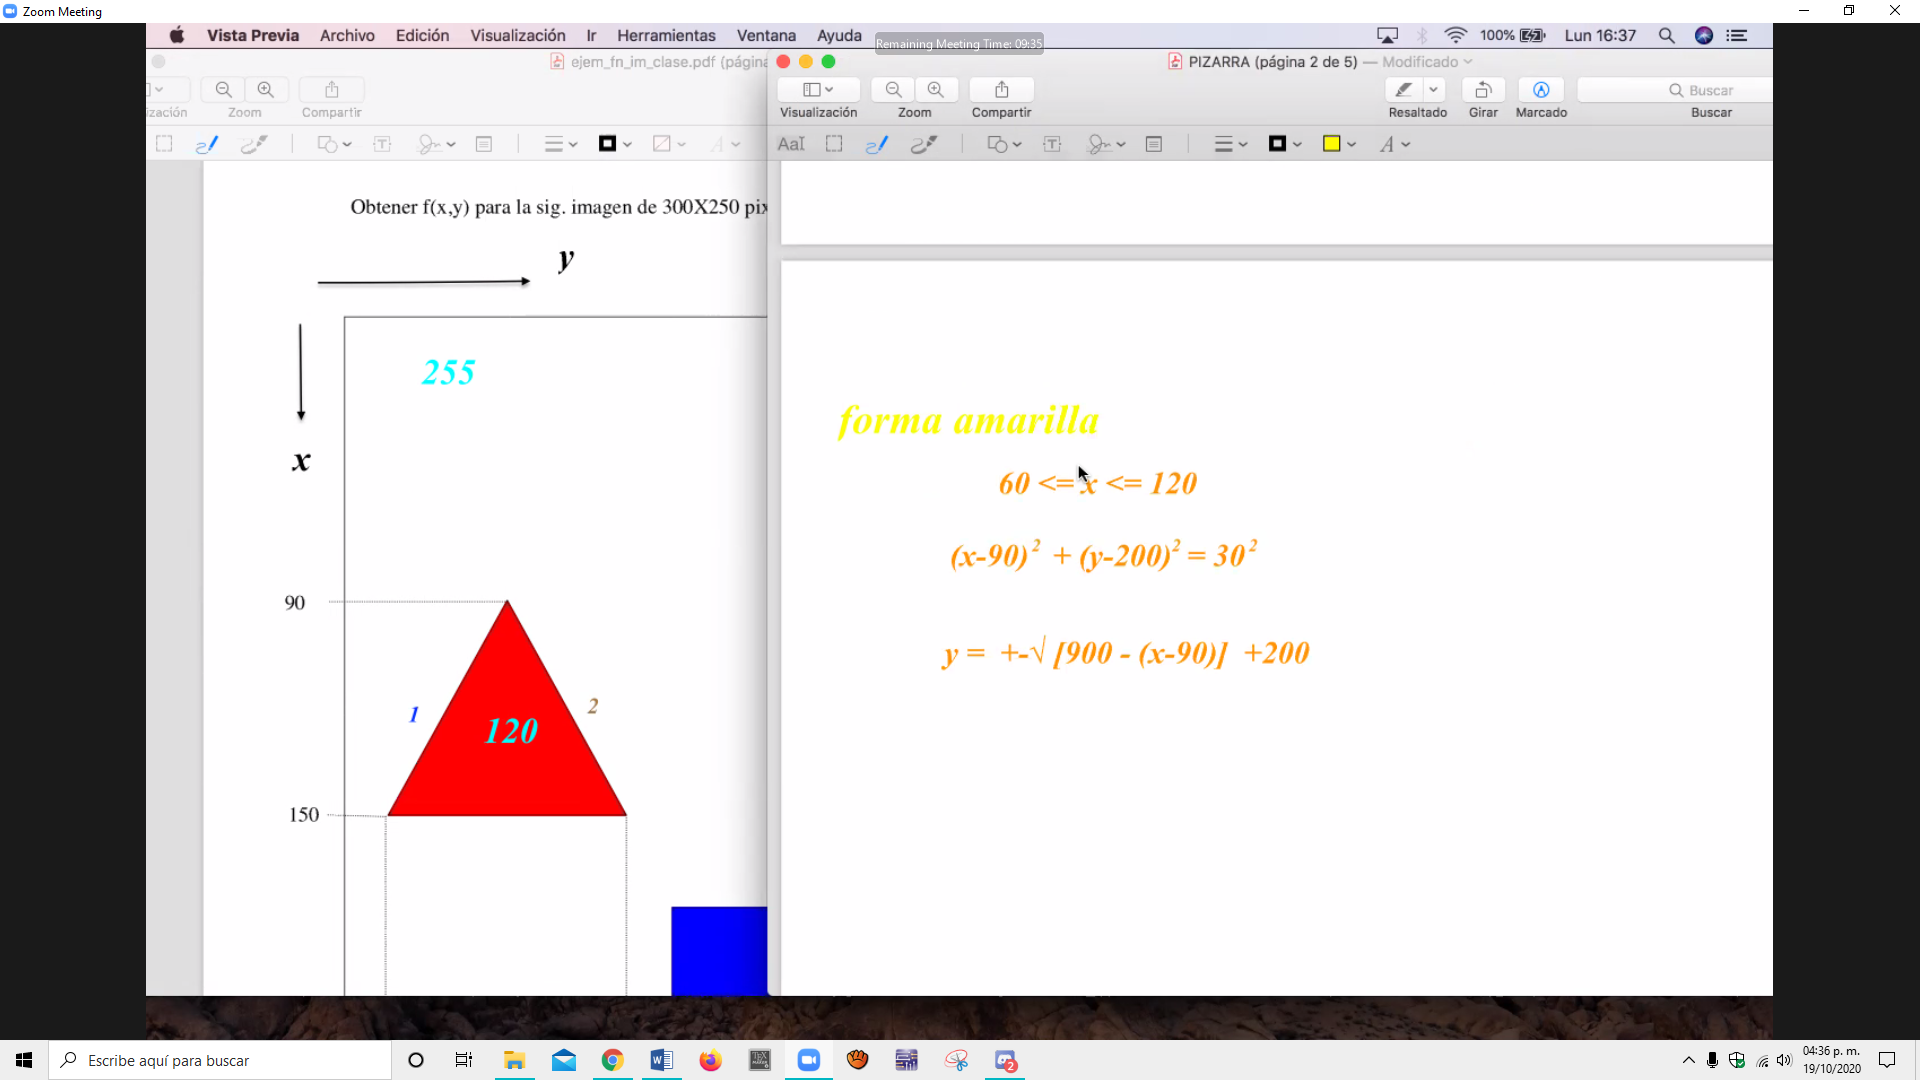 Zoom Meeting
Vista Previa Archivo Edición Visualización Ir Herramientas Ventana Ayuda
Remaining Meeting Time: 09:35
100% Lun 16:37
ejem_fn_im_clase.pdf (página
PIZARRA (página 2 de 5) — Modificado
ización Zoom Compartir
Visualización Zoom Compartir Resaltado Girar Marcado Buscar
Buscar
AaI
A
A
Obtener f(x,y) para la sig. imagen de 300X250 pix
y
x
255
90
1
2
120
150
forma amarilla
60 <= x <= 120
(x-90)² + (y-200)² = 30²
y = +-√ [900 - (x-90)] +200
Escribe aquí para buscar
2
04:36 p. m.
19/10/2020